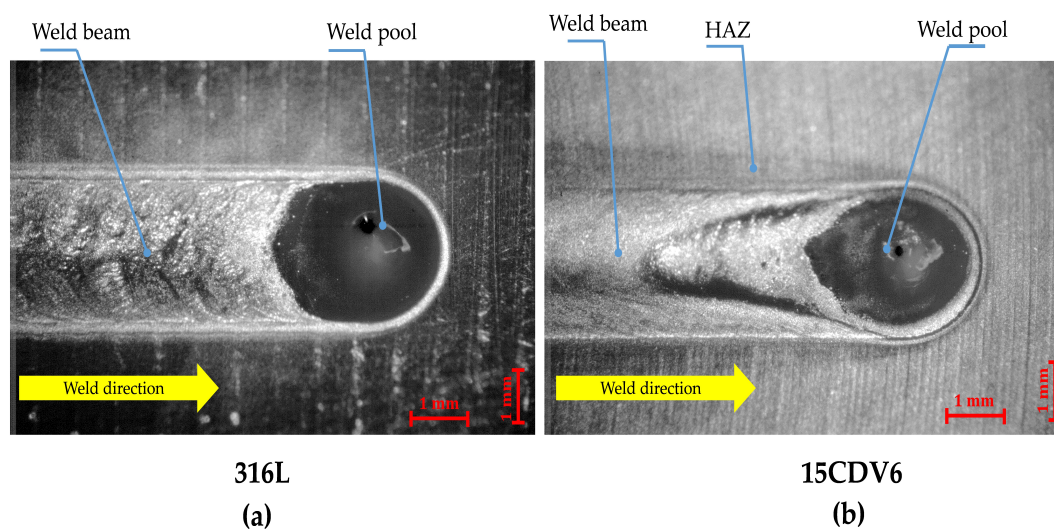 Weld beam
Weld pool
Weld direction
1 mm
1 mm
316L
(a)
Weld beam
HAZ
Weld pool
Weld direction
1 mm
1 mm
15CDV6
(b)